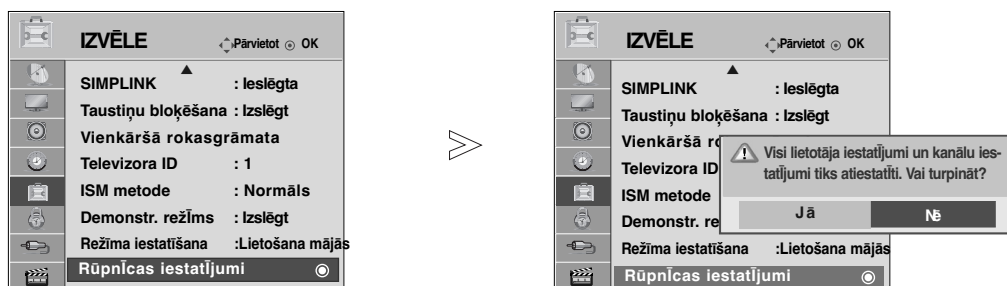 IZVĒLE Pārvietot OK
SIMPLINK : Ieslēgta
Taustiņu bloķēšana : Izslēgt
Vienkāršā rokasgrāmata
Televizora ID : 1
ISM metode : Normāls
Demonstr. režĪms : Izslēgt
Režīma iestatīšana :Lietošana mājās
RūpnĪcas iestatĪjumi
IZVĒLE Pārvietot OK
SIMPLINK : Ieslēgta
Taustiņu bloķēšana : Izslēgt
Vienkāršā ro
Televizora ID
ISM metode
Demonstr. re
Režīma iestatīšana :Lietošana mājās
RūpnĪcas iestatĪjumi
Visi lietotāja iestatĪjumi un kanālu ies-
tatĪjumi tiks atiestatĪti. Vai turpināt?
Jā Nē